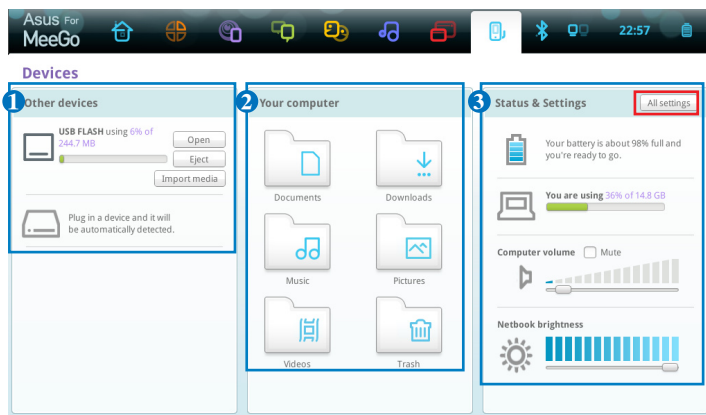 Asus For
MeeGo
22:57
Devices
1 Other devices
USB FLASH using 6% of
244.7 MB
Open
Eject
Import media
Plug in a device and it will
be automatically detected.
2 Your computer
Documents
Downloads
Music
Pictures
Videos
Trash
3 Status & Settings
All settings
Your battery is about 98% full and
you're ready to go.
You are using 36% of 14.8 GB
Computer volume
Mute
Netbook brightness